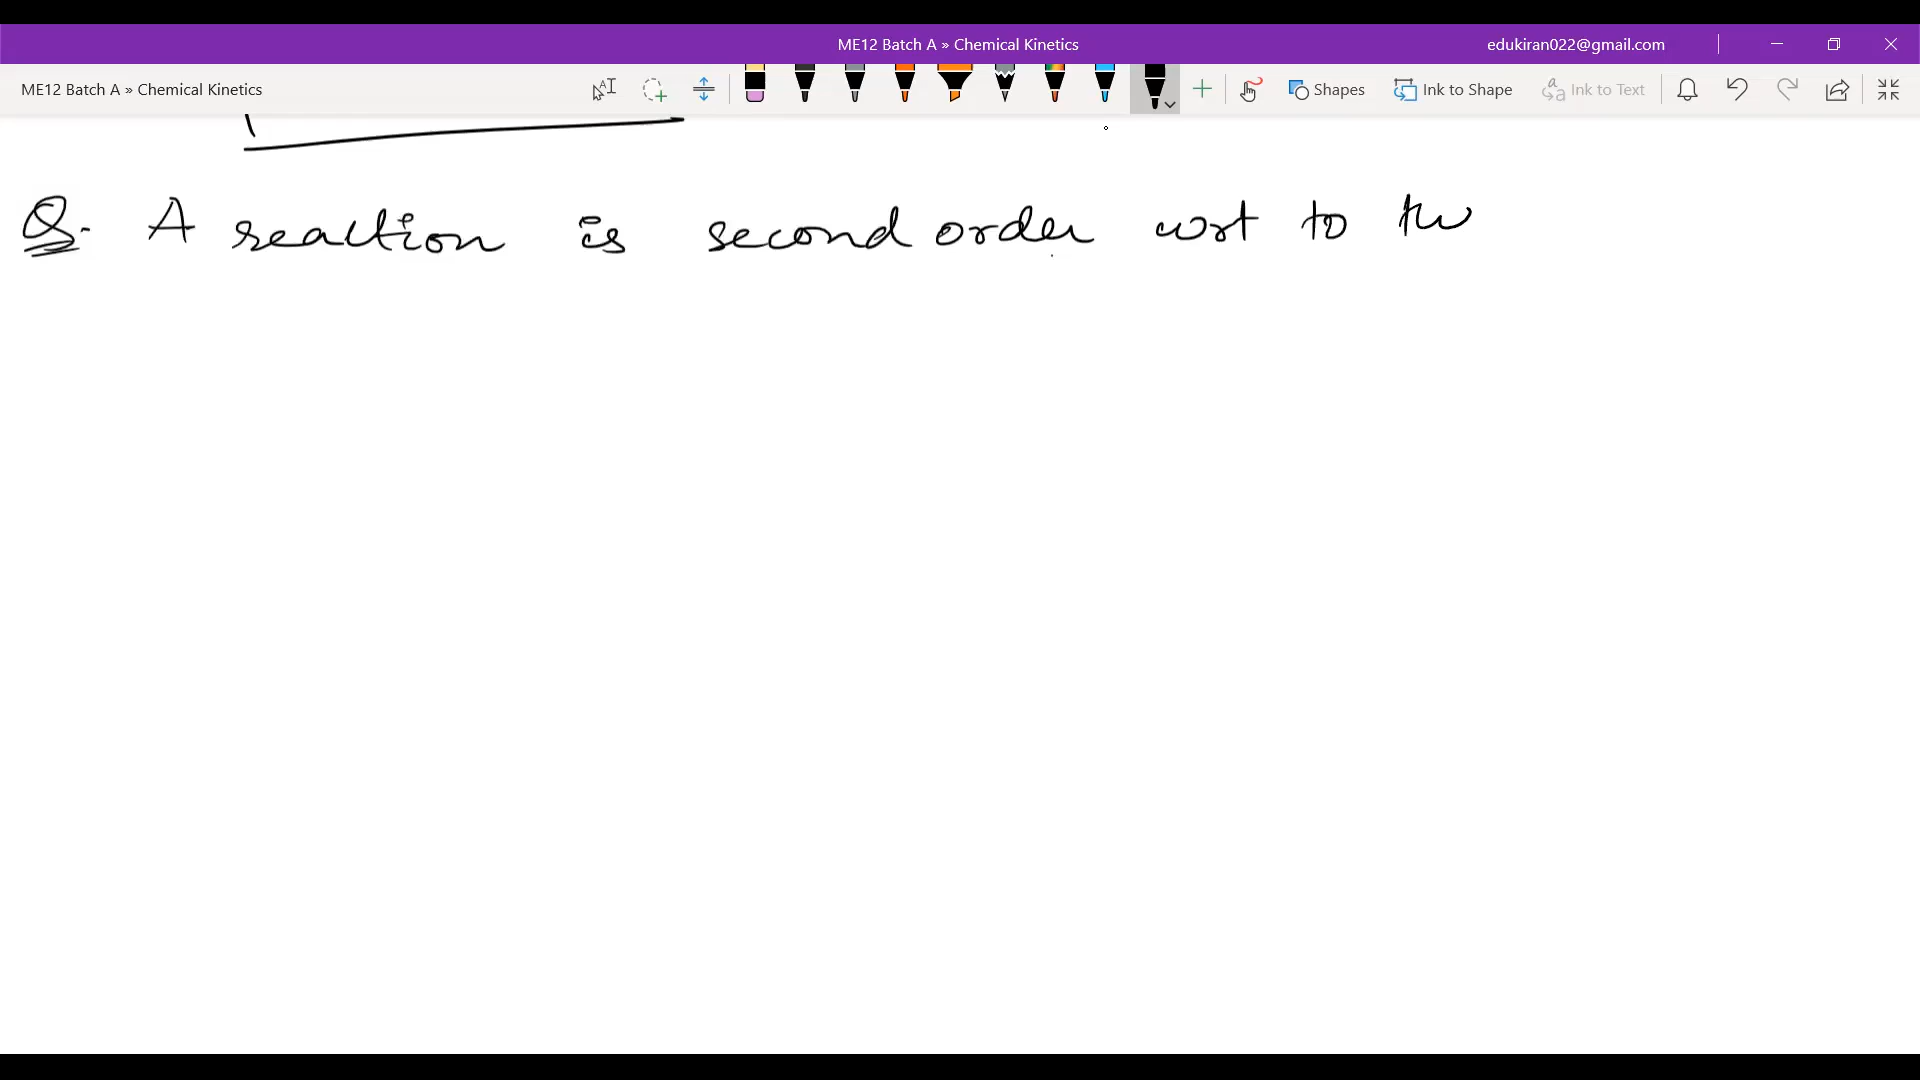 ME12 Batch A » Chemical Kinetics
edukiran022@gmail.com
ME12 Batch A » Chemical Kinetics
Shapes
Ink to Shape
Ink to Text
Q. A reaction is second order wrt to